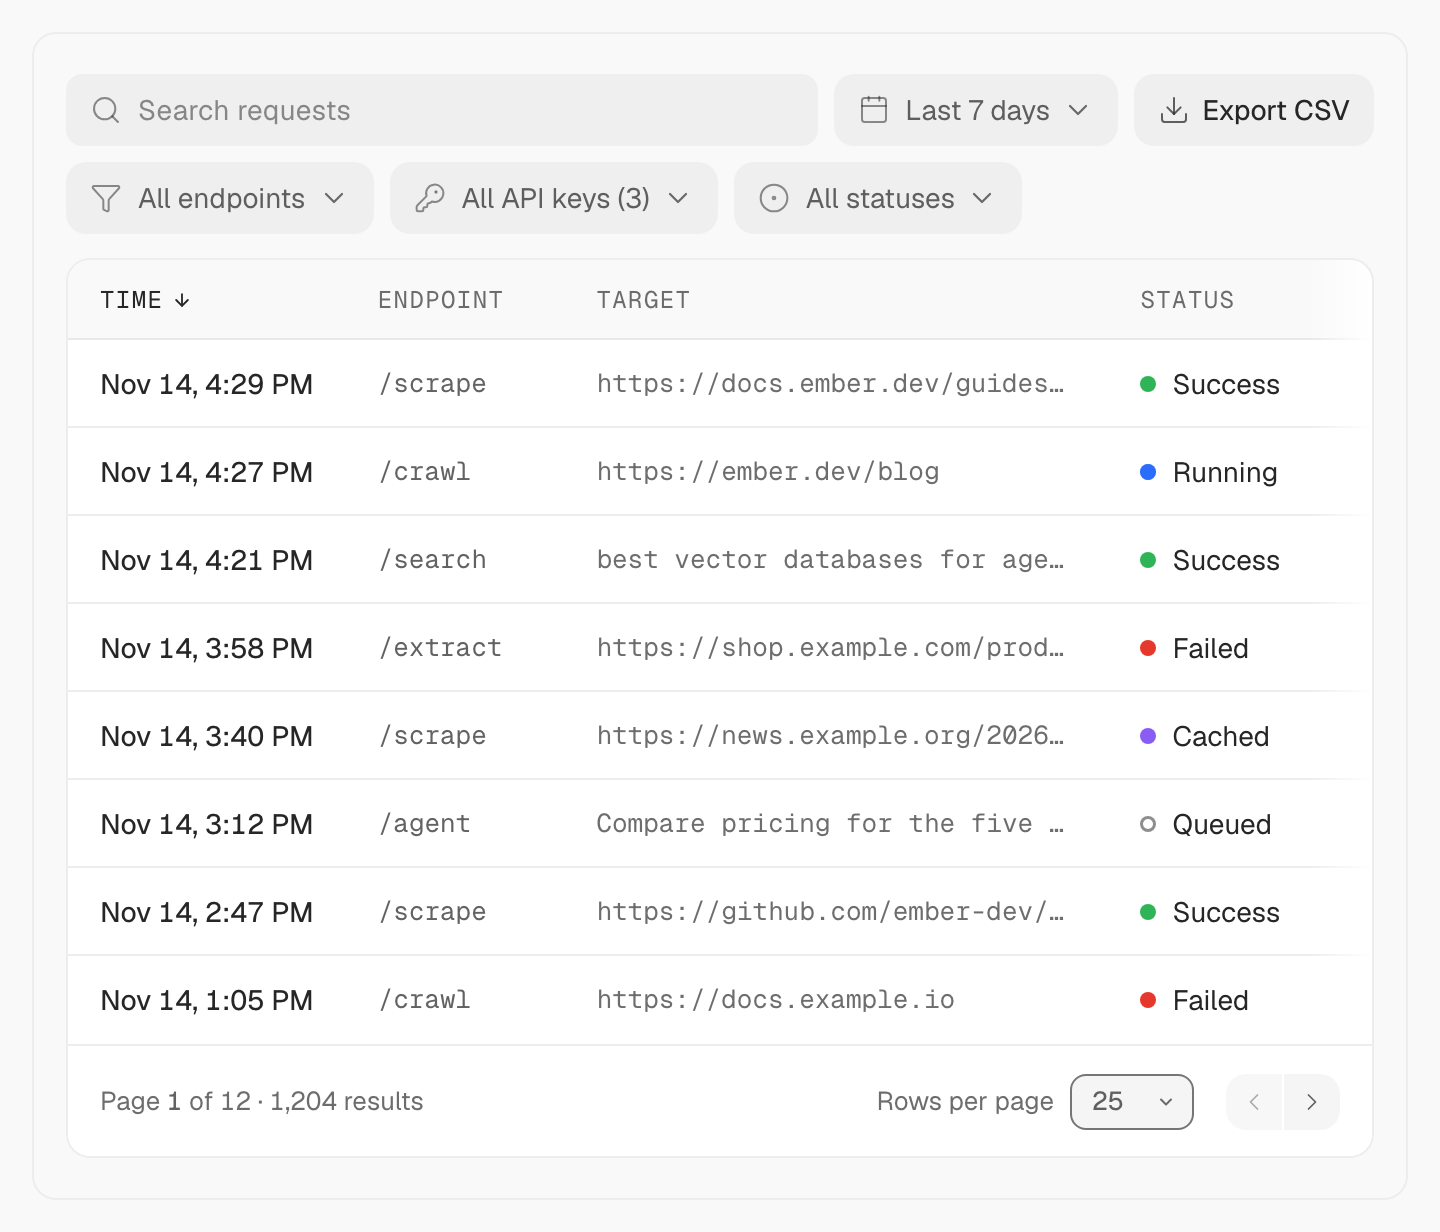 Search requests
Last 7 days
Export CSV
All endpoints
All API keys (3)
All statuses
TIME ↓ ENDPOINT TARGET STATUS
Nov 14, 4:29 PM /scrape https://docs.ember.dev/guides… Success
Nov 14, 4:27 PM /crawl https://ember.dev/blog Running
Nov 14, 4:21 PM /search best vector databases for age… Success
Nov 14, 3:58 PM /extract https://shop.example.com/prod… Failed
Nov 14, 3:40 PM /scrape https://news.example.org/2026… Cached
Nov 14, 3:12 PM /agent Compare pricing for the five … Queued
Nov 14, 2:47 PM /scrape https://github.com/ember-dev/… Success
Nov 14, 1:05 PM /crawl https://docs.example.io Failed
Page 1 of 12 · 1,204 results Rows per page 25